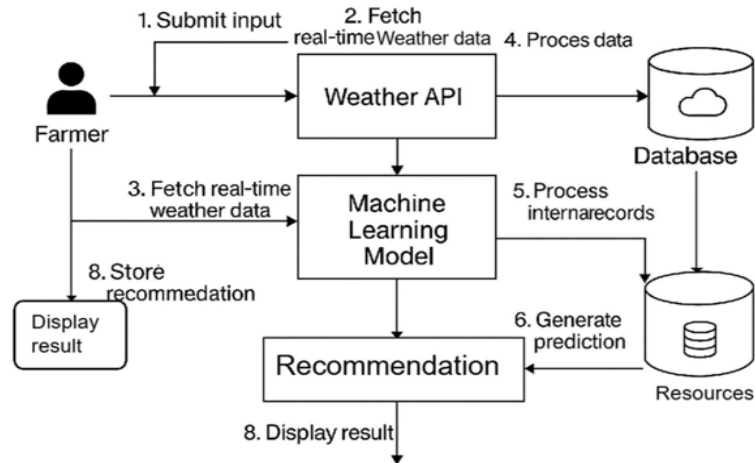 1. Submit input
2. Fetch
real-time Weather data
4. Proces data
Farmer
Weather API
Database
3. Fetch real-time
weather data
Machine
Learning
Model
5. Process
internarecords
8. Store
recommedation
Display
result
6. Generate
prediction
Recommendation
Resources
8. Display result